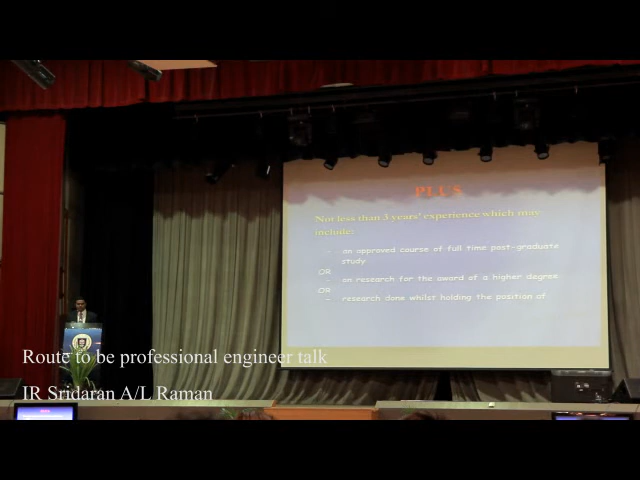 PLUS
Not less than 3 years' experience which may
include:
- an approved course of full time post-graduate
study
OR
- on research for the award of a higher degree
OR
- research done whilst holding the position of
Route to be professional engineer talk
IR Sridaran A/L Raman